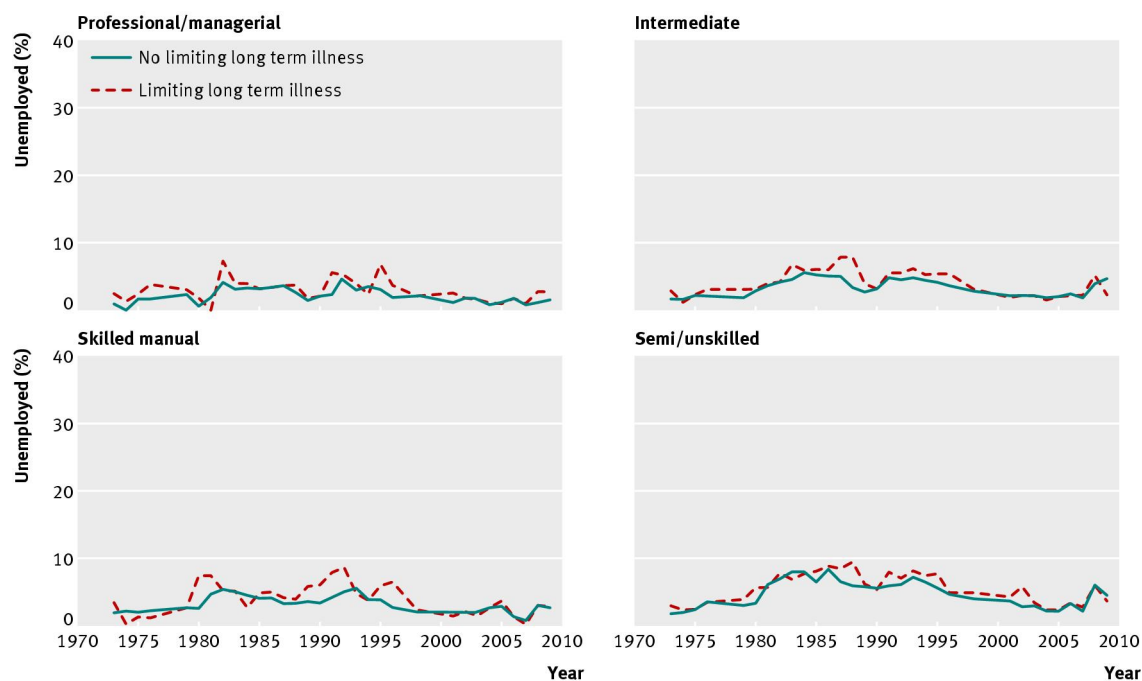 Professional/managerial
Intermediate
Unemployed (%)
40
30
20
10
0
No limiting long term illness
Limiting long term illness
Skilled manual
Semi/unskilled
Unemployed (%)
40
30
20
10
0
1970 1975 1980 1985 1990 1995 2000 2005 2010
1970 1975 1980 1985 1990 1995 2000 2005 2010
Year
Year